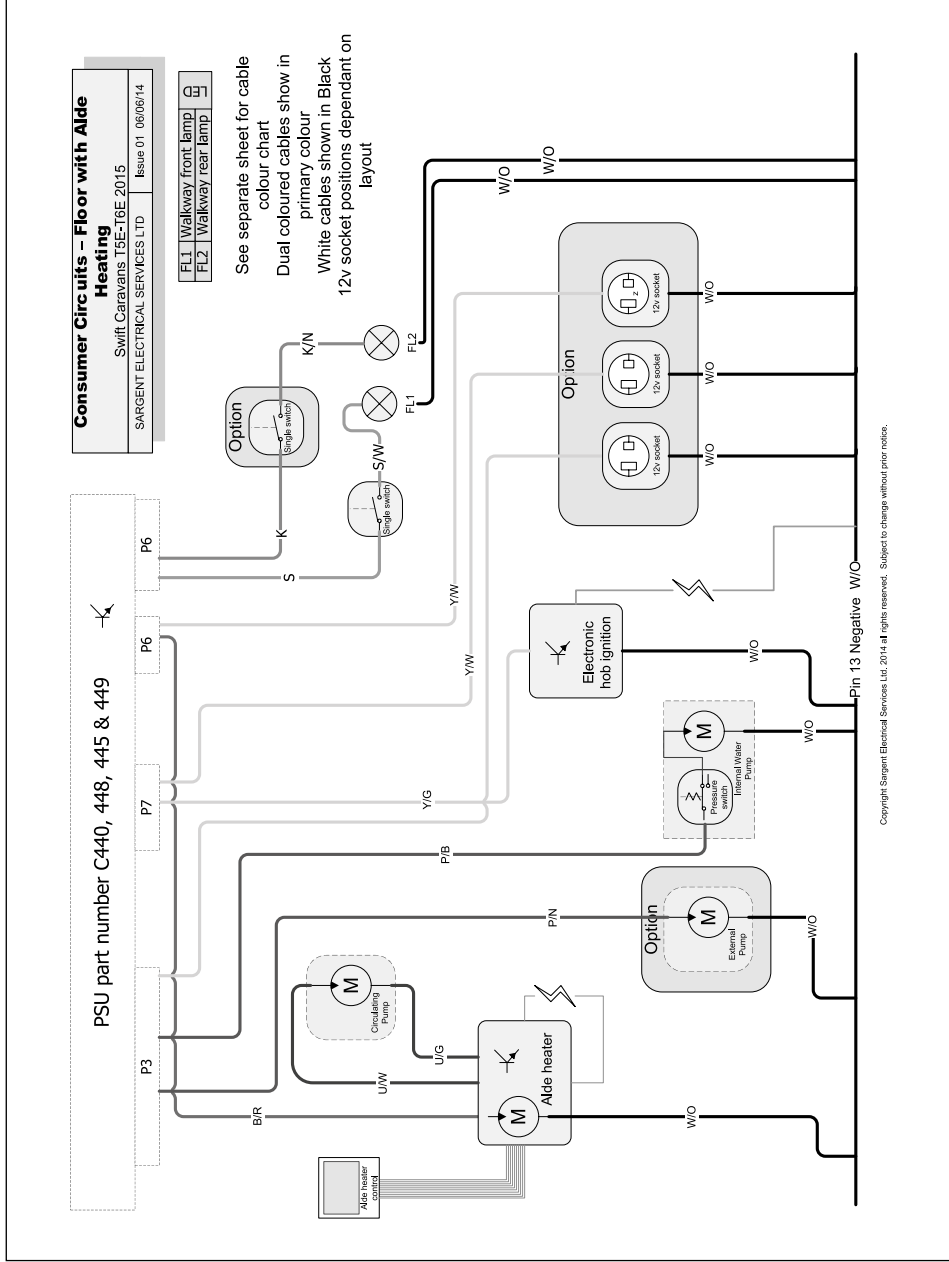 Consumer Circuits – Floor with Alde
Heating
Swift Caravans T5E-T6E 2015
SARGENT ELECTRICAL SERVICES LTD
Issue 01 06/06/14
FL1 Walkway front lamp
FL2 Walkway rear lamp
LED
See separate sheet for cable
colour chart
Dual coloured cables show in
primary colour
White cables shown in Black
12v socket positions dependant on
layout
PSU part number C440, 448, 445 & 449
P3
P7
P6
P6
Option
Single switch
K
K/N
FL2
S
Single switch
S/W
FL1
W/O
W/O
Y/W
Y/W
Y/G
P/B
P/N
B/R
U/W
U/G
Alde heater
control
M
Circulating
Pump
M
Alde heater
W/O
Option
M
External
Pump
W/O
Pressure
switch
M
Internal Water
Pump
W/O
Electronic
hob ignition
W/O
Option
12v socket
W/O
12v socket
W/O
z
12v socket
W/O
Pin 13 Negative W/O
Copyright Sargent Electrical Services Ltd, 2014 all rights reserved. Subject to change without prior notice.